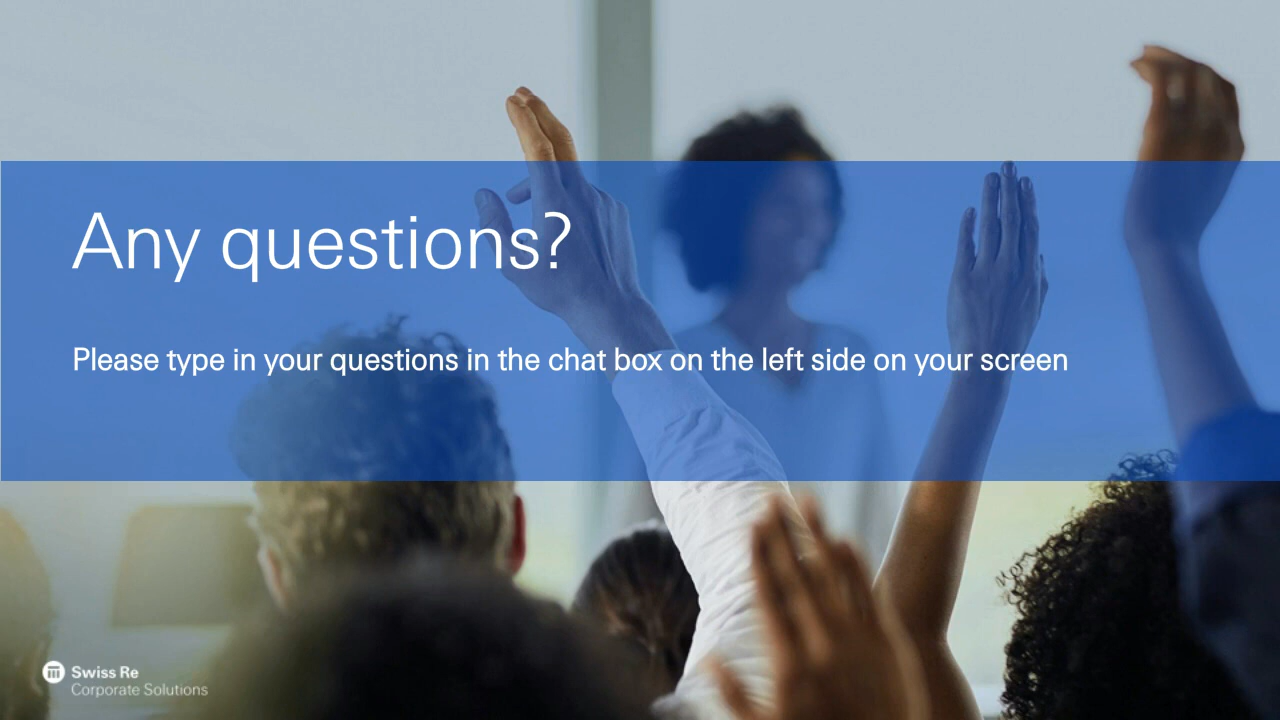 Any questions?
Please type in your questions in the chat box on the left side on your screen
Swiss Re
Corporate Solutions